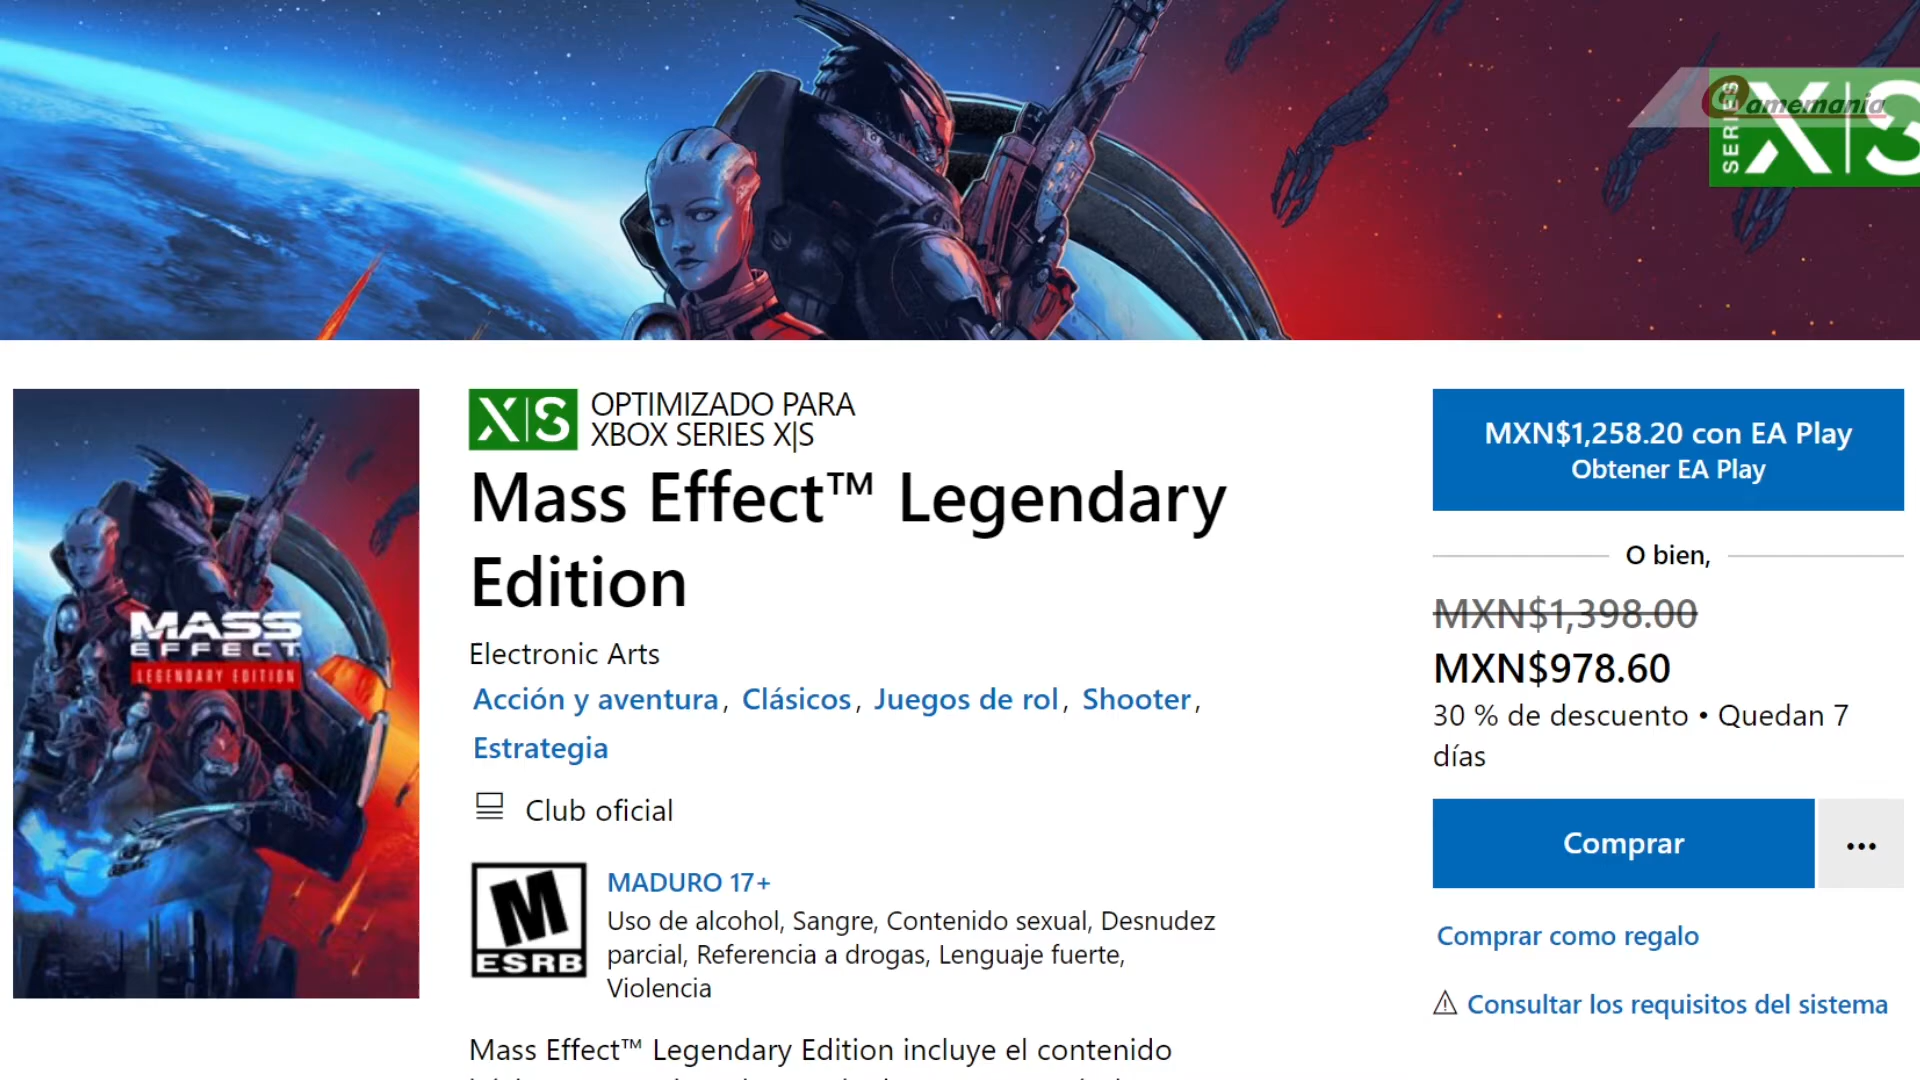 Gamemania
SERIES X|S
XS OPTIMIZADO PARA
XBOX SERIES X|S
Mass Effect™ Legendary
Edition
Electronic Arts
Acción y aventura, Clásicos, Juegos de rol, Shooter,
Estrategia
Club oficial
M
ESRB
MADURO 17+
Uso de alcohol, Sangre, Contenido sexual, Desnudez
parcial, Referencia a drogas, Lenguaje fuerte,
Violencia
Mass Effect™ Legendary Edition incluye el contenido
MASS
EFFECT
LEGENDARY EDITION
MXN$1,258.20 con EA Play
Obtener EA Play
O bien,
MXN$1,398.00
MXN$978.60
30 % de descuento • Quedan 7
días
Comprar
...
Comprar como regalo
Consultar los requisitos del sistema